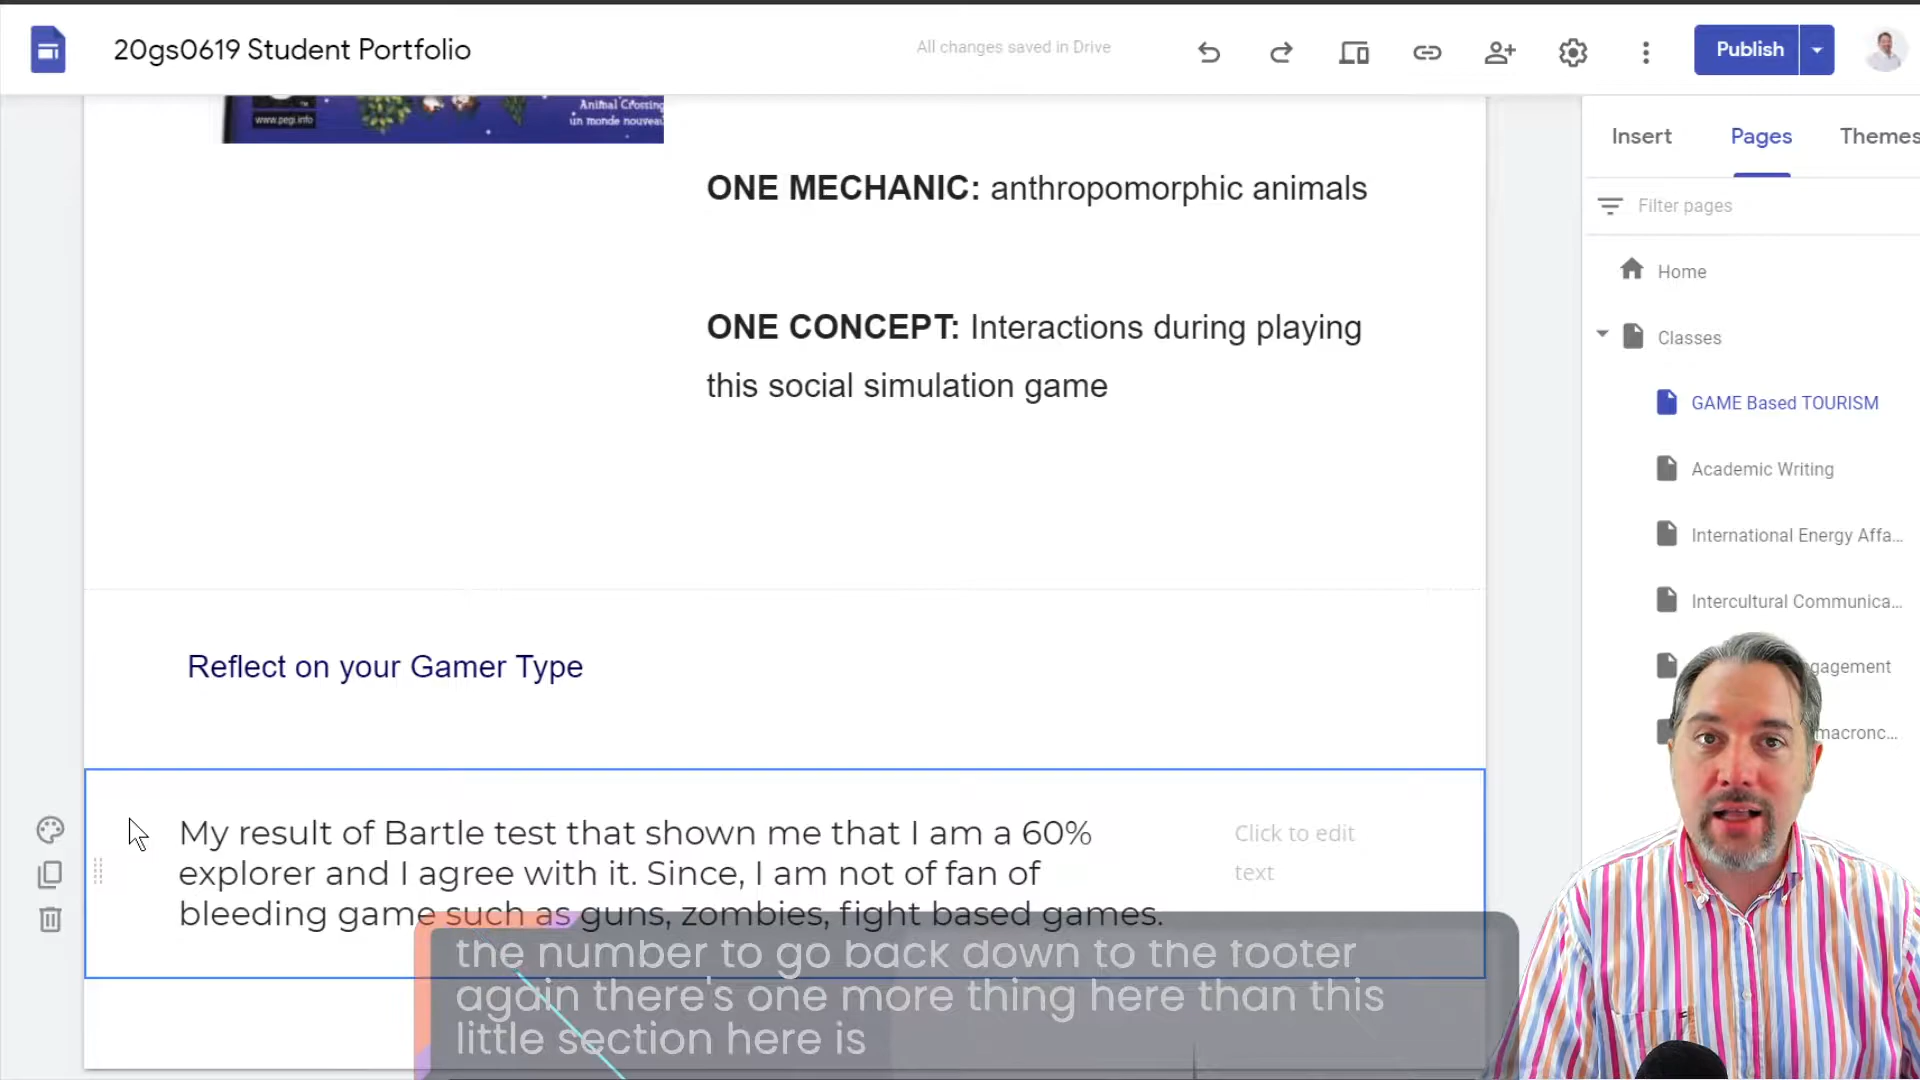 20gs0619 Student Portfolio
All changes saved in Drive
Publish
www.pegi.info
Animal Crossing
un monde nouveau
Insert
Pages
Themes
Filter pages
Home
Classes
GAME Based TOURISM
Academic Writing
International Energy Affa...
Intercultural Communica...
gagement
macronc...
ONE MECHANIC: anthropomorphic animals
ONE CONCEPT: Interactions during playing
this social simulation game
Reflect on your Gamer Type
My result of Bartle test that shown me that I am a 60%
explorer and I agree with it. Since, I am not of fan of
bleeding game such as guns, zombies, fight based games.
Click to edit
text
the number to go back down to the footer
again there's one more thing here than this
little section here is